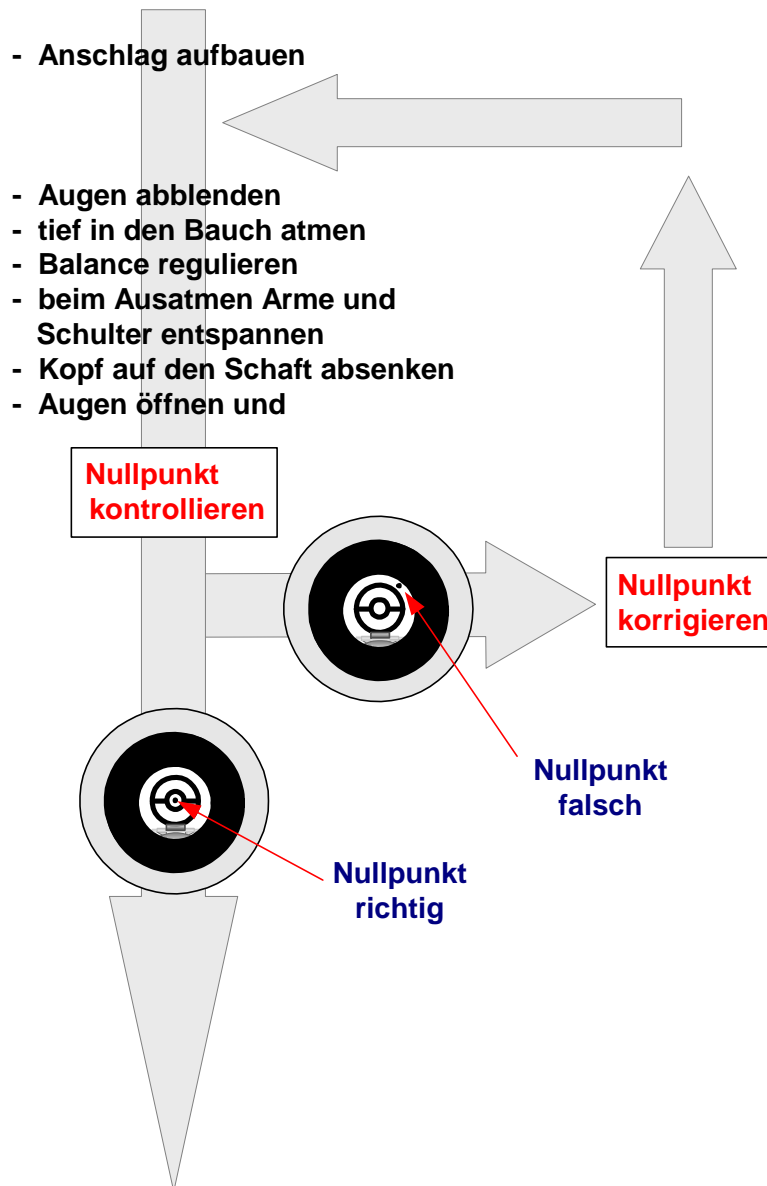 - Anschlag aufbauen
- Augen abblenden
- tief in den Bauch atmen
- Balance regulieren
- beim Ausatmen Arme und
Schulter entspannen
- Kopf auf den Schaft absenken
- Augen öffnen und
Nullpunkt
kontrollieren
Nullpunkt
korrigieren
Nullpunkt
falsch
Nullpunkt
richtig